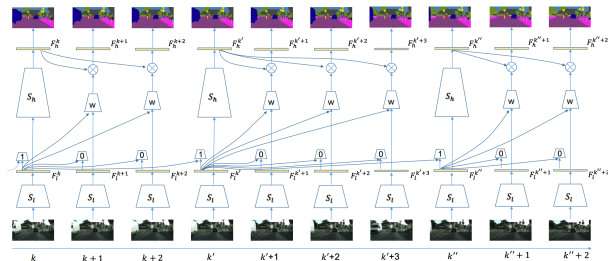 F_h^k F_h^{k+1} F_h^{k+2} F_h^{k'} F_h^{k'+1} F_h^{k'+2} F_h^{k'+3} F_h^{k''} F_h^{k''+1} F_h^{k''+2}
S_h S_h S_h
w w w w w w w
1 0 0 1 0 0 0 1 0 0
F_l^k F_l^{k+1} F_l^{k+2} F_l^{k'} F_l^{k'+1} F_l^{k'+2} F_l^{k'+3} F_l^{k''} F_l^{k''+1} F_l^{k''+2}
S_l S_l S_l S_l S_l S_l S_l S_l S_l S_l
k k + 1 k + 2 k' k'+1 k'+2 k'+3 k'' k'' + 1 k'' + 2